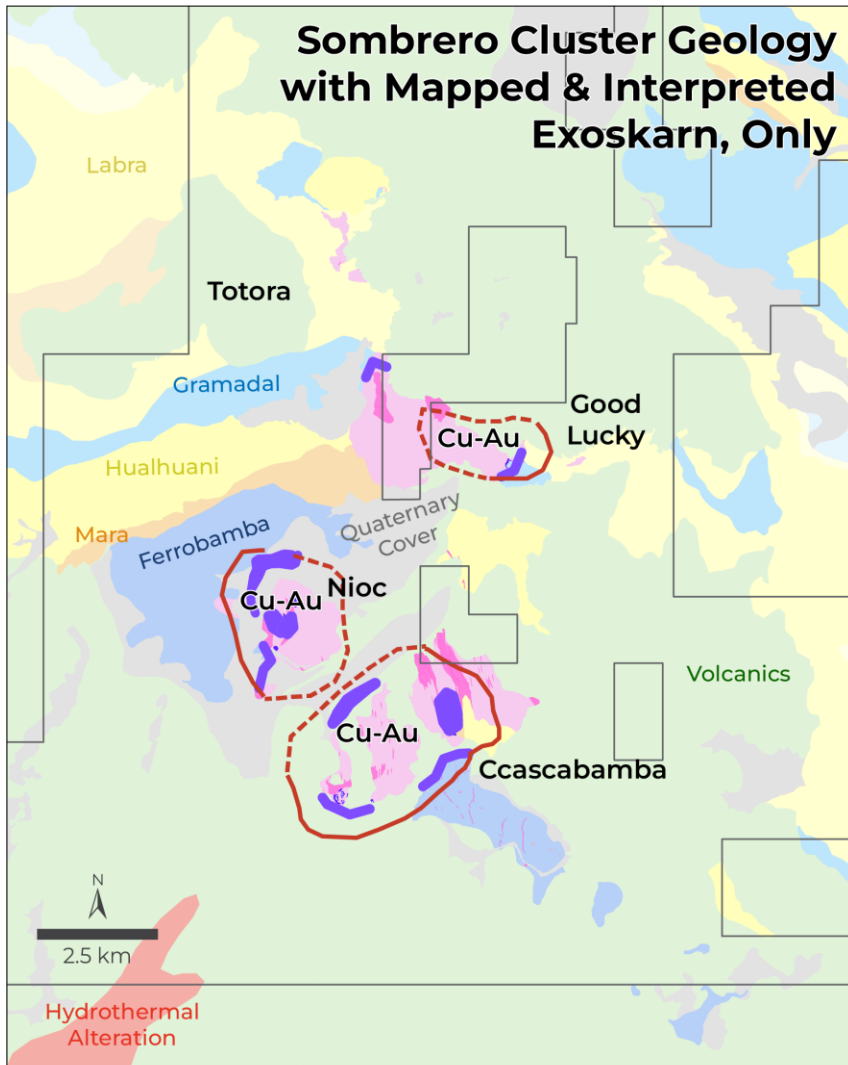 Sombrero Cluster Geology
with Mapped & Interpreted
Exoskarn, Only
Labra
Totora
Gramadal
Good
Lucky
Cu-Au
Hualhuani
Mara
Ferrobamba
Quaternary
Cover
Nioc
Cu-Au
Volcanics
Cu-Au
Ccascabamba
N
2.5 km
Hydrothermal
Alteration